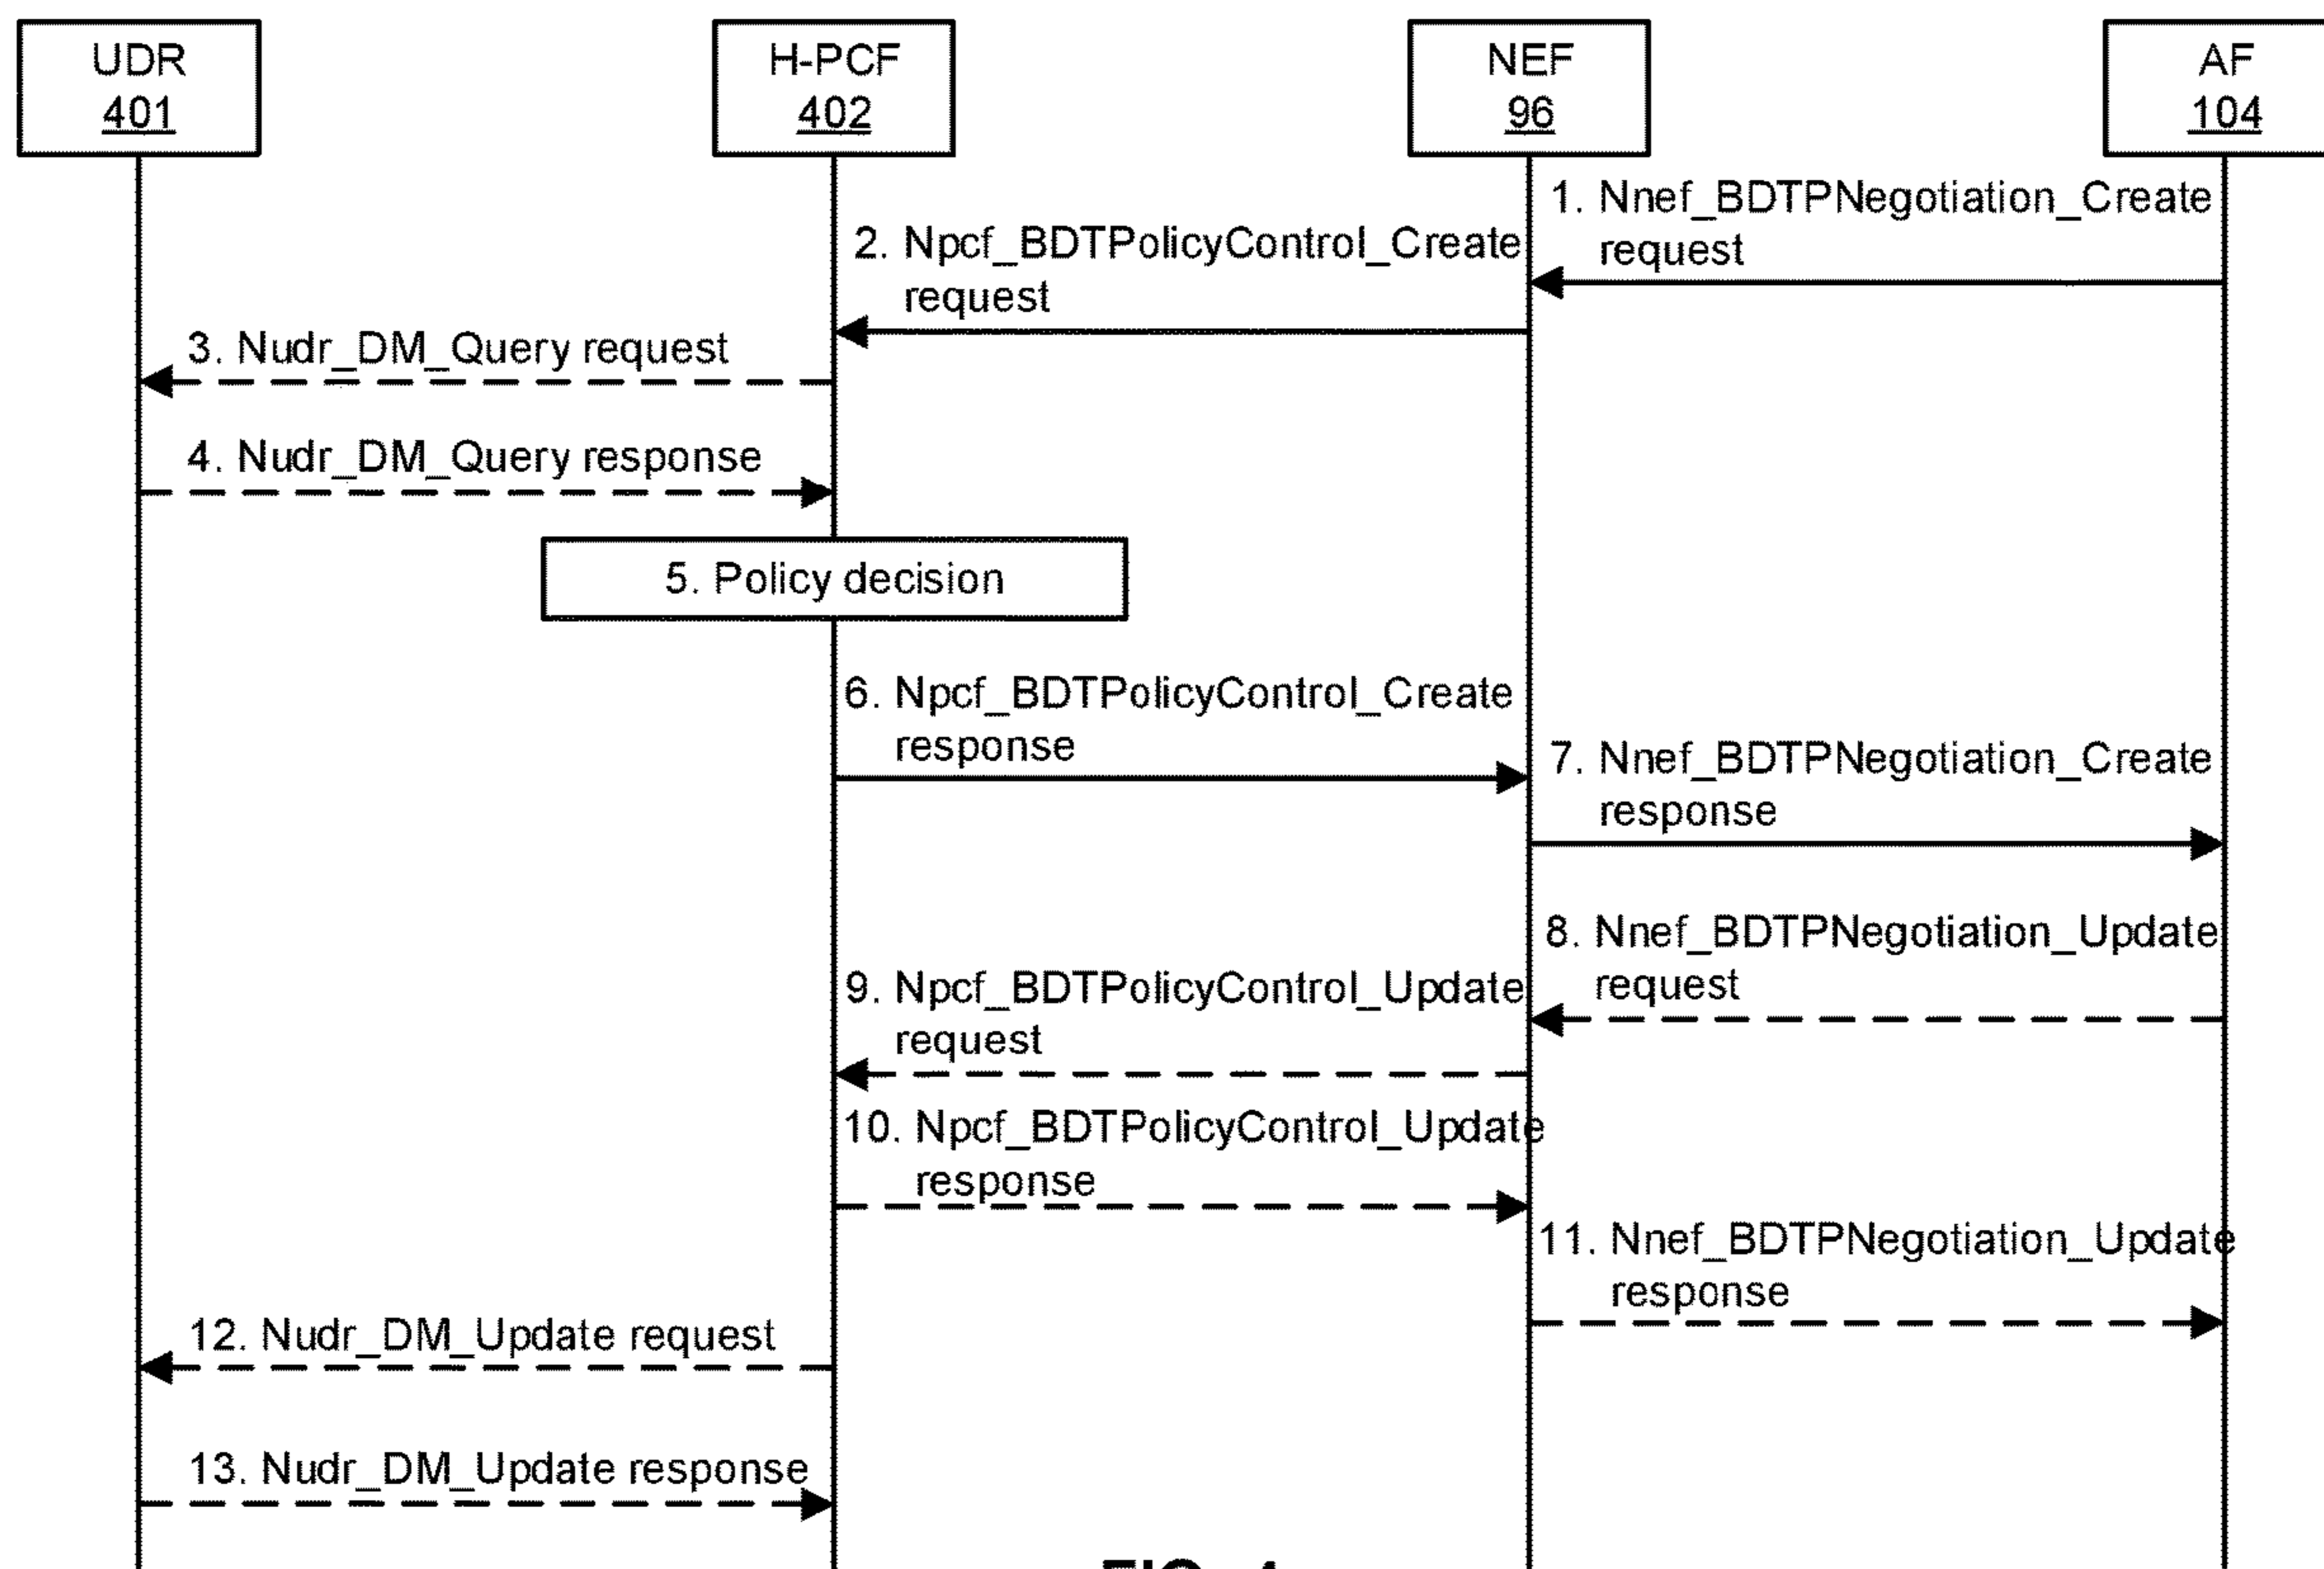 UDR
401
H-PCF
402
NEF
96
AF
104
1. Nnef_BDTPNegotiation_Create
request
2. Npcf_BDTPolicyControl_Create
request
3. Nudr_DM_Query request
4. Nudr_DM_Query response
5. Policy decision
6. Npcf_BDTPolicyControl_Create
response
7. Nnef_BDTPNegotiation_Create
response
8. Nnef_BDTPNegotiation_Update
request
9. Npcf_BDTPolicyControl_Update
request
10. Npcf_BDTPolicyControl_Update
response
11. Nnef_BDTPNegotiation_Update
response
12. Nudr_DM_Update request
13. Nudr_DM_Update response